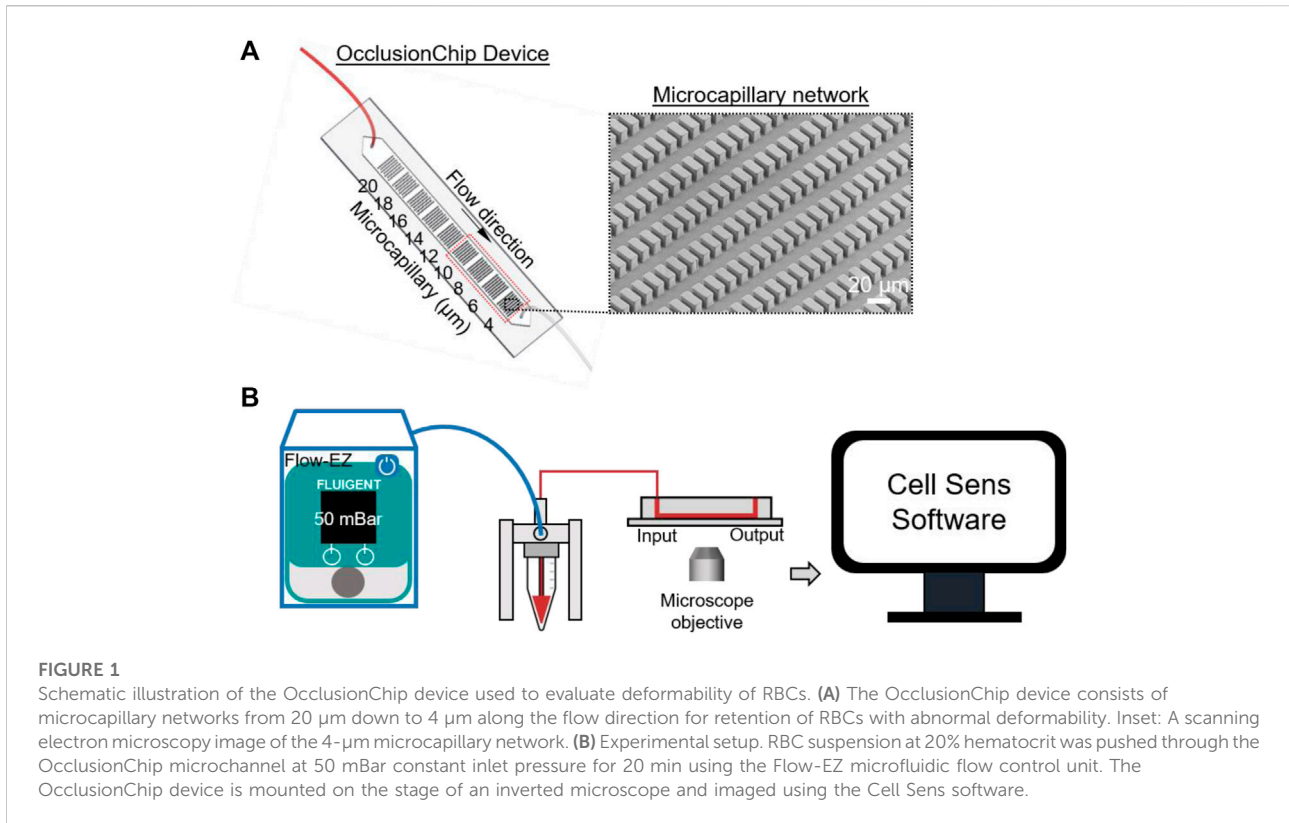 A
OcclusionChip Device
Microcapillary network
20
18
16
14
12
10
8
6
4
Microcapillary (µm)
Flow direction
20 µm
B
Flow-EZ
FLUIGENT
50 mBar
Input
Output
Microscope
objective
Cell Sens
Software
FIGURE 1
Schematic illustration of the OcclusionChip device used to evaluate deformability of RBCs. (A) The OcclusionChip device consists of
microcapillary networks from 20 µm down to 4 µm along the flow direction for retention of RBCs with abnormal deformability. Inset: A scanning
electron microscopy image of the 4-µm microcapillary network. (B) Experimental setup. RBC suspension at 20% hematocrit was pushed through the
OcclusionChip microchannel at 50 mBar constant inlet pressure for 20 min using the Flow-EZ microfluidic flow control unit. The
OcclusionChip device is mounted on the stage of an inverted microscope and imaged using the Cell Sens software.